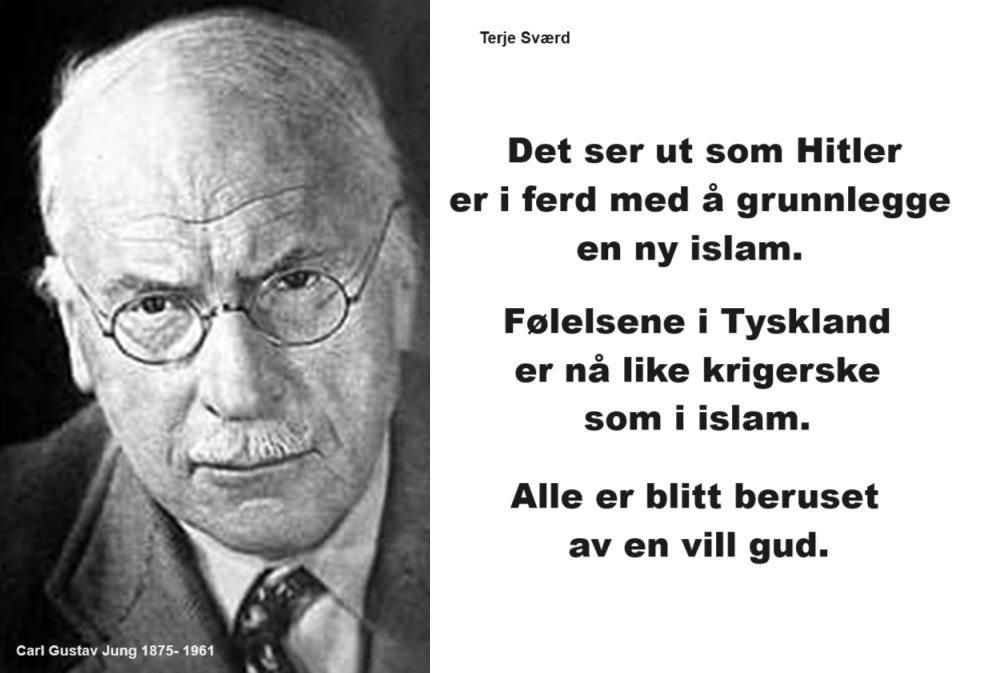 Terje Sværd
Det ser ut som Hitler
er i ferd med å grunnlegge
en ny islam.
Følelsene i Tyskland
er nå like krigerske
som i islam.
Alle er blitt beruset
av en vill gud.
Carl Gustav Jung 1875- 1961